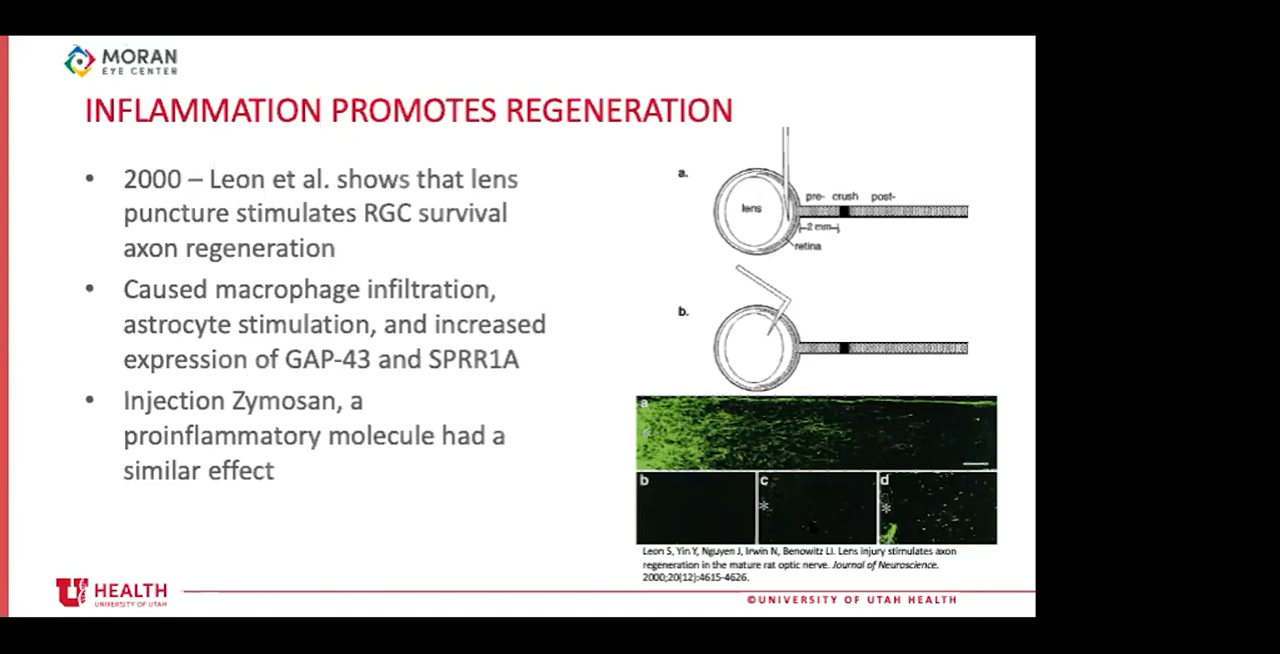 MORAN
EYE CENTER
INFLAMMATION PROMOTES REGENERATION
• 2000 – Leon et al. shows that lens
puncture stimulates RGC survival
axon regeneration
• Caused macrophage infiltration,
astrocyte stimulation, and increased
expression of GAP-43 and SPRR1A
• Injection Zymosan, a
proinflammatory molecule had a
similar effect
a.
lens
pre- crush post-
2 mm
retina
b.
a
b
c
*
d
*
Leon S, Yin Y, Nguyen J, Irwin N, Benowitz LI. Lens injury stimulates axon
regeneration in the mature rat optic nerve. Journal of Neuroscience.
2000;20(12):4615-4626.
U HEALTH
UNIVERSITY OF UTAH
©UNIVERSITY OF UTAH HEALTH